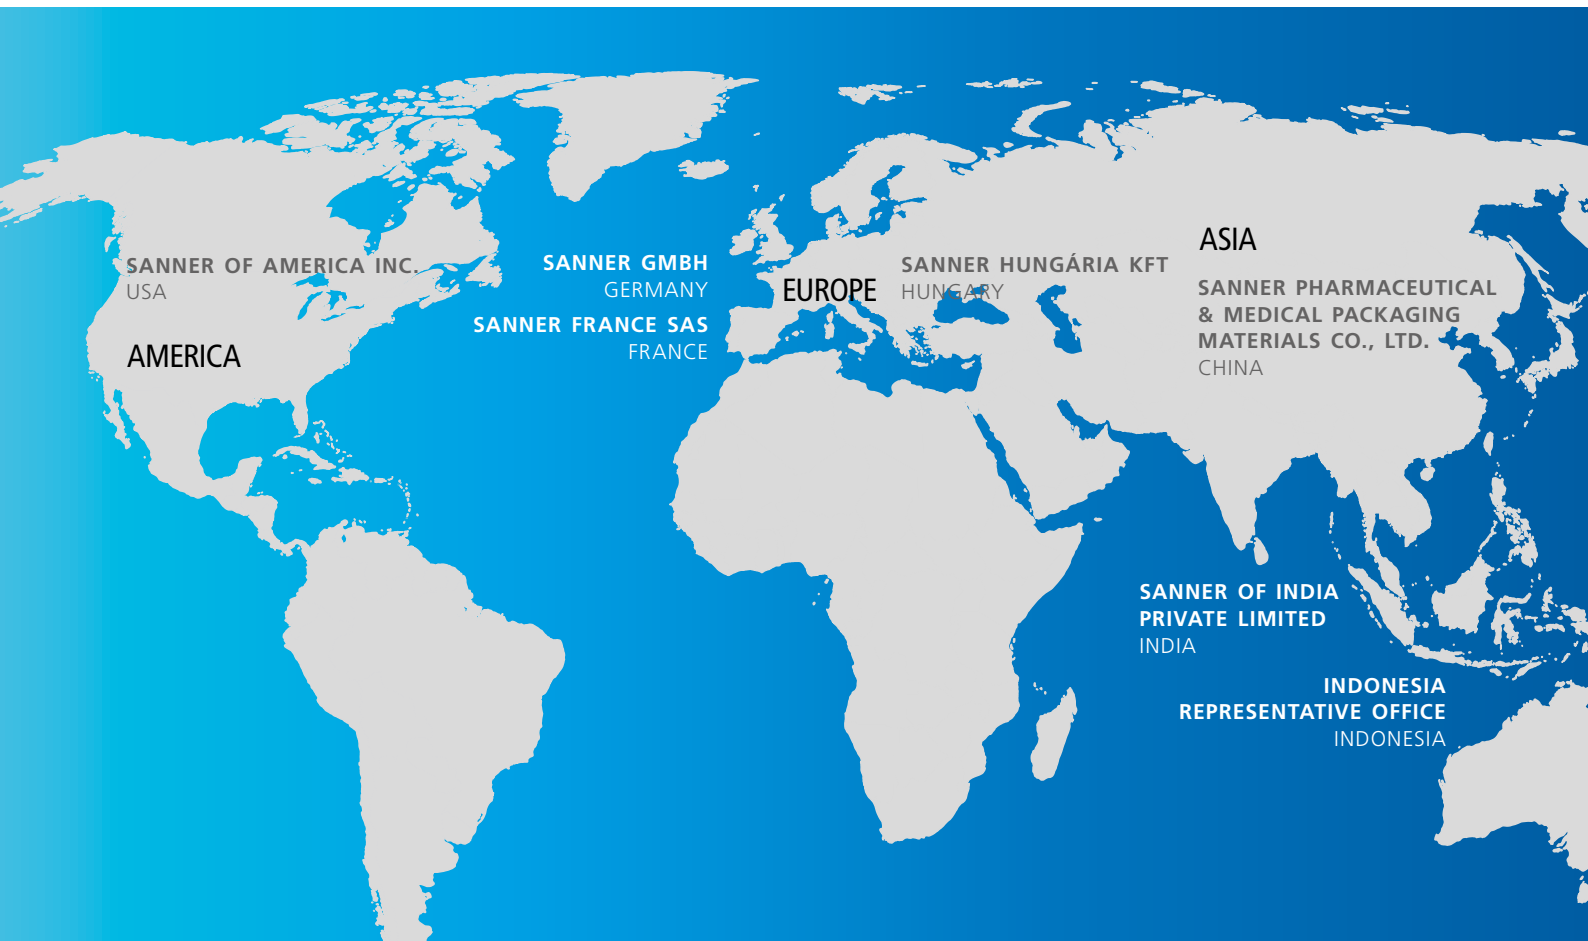 SANNER OF AMERICA INC.
USA
AMERICA
SANNER GMBH
GERMANY
SANNER FRANCE SAS
FRANCE
EUROPE
SANNER HUNGÁRIA KFT
HUNGARY
ASIA
SANNER PHARMACEUTICAL
& MEDICAL PACKAGING
MATERIALS CO., LTD.
CHINA
SANNER OF INDIA
PRIVATE LIMITED
INDIA
INDONESIA
REPRESENTATIVE OFFICE
INDONESIA